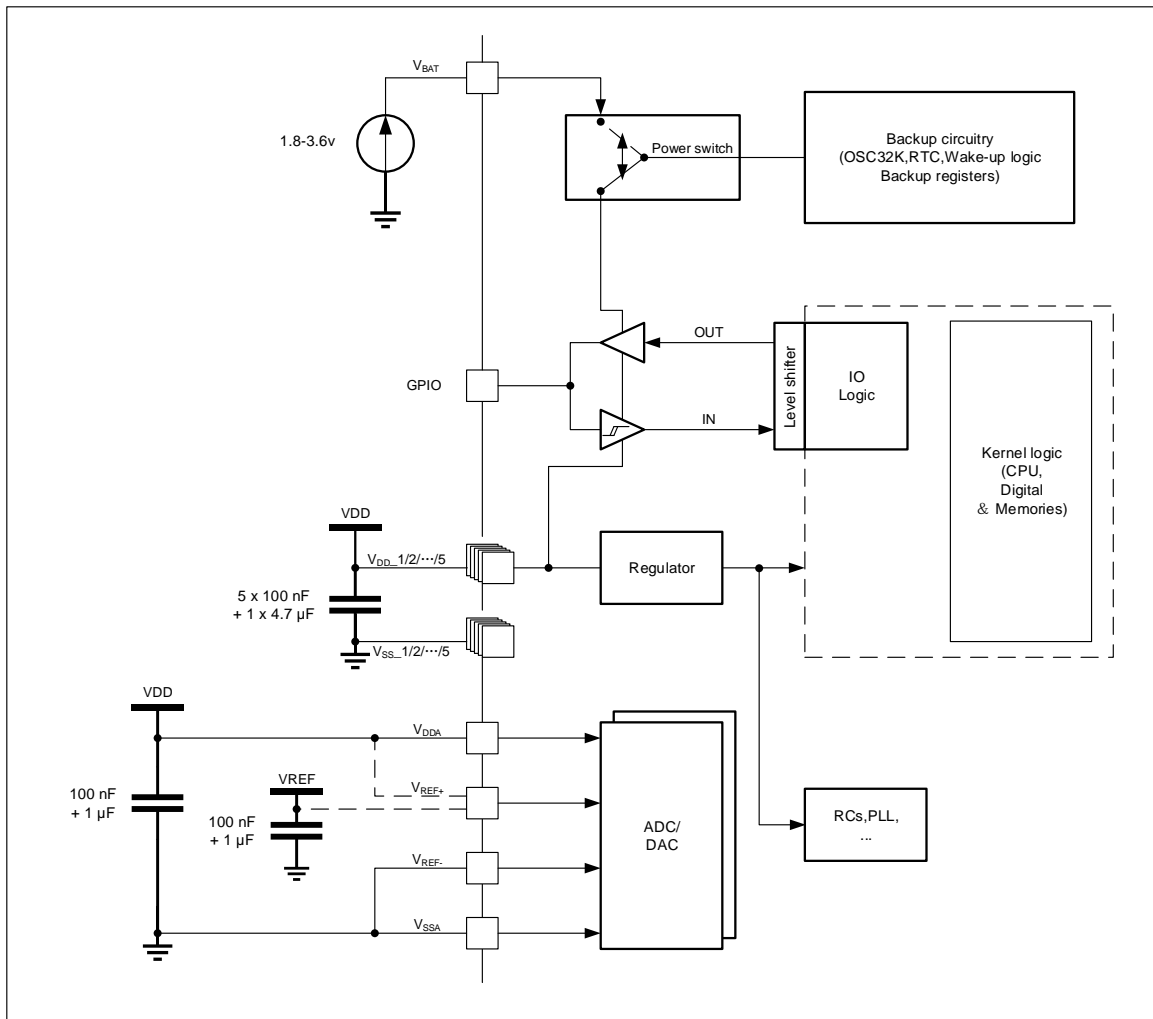 VBAT
1.8-3.6v
Power switch
Backup circuitry
(OSC32K,RTC,Wake-up logic
Backup registers)
OUT
GPIO
Level shifter
IO
Logic
IN
Kernel logic
(CPU,
Digital
& Memories)
VDD
VDD_1/2/···/5
Regulator
5 x 100 nF
+ 1 x 4.7 µF
VSS_1/2/···/5
VDD
VDDA
VREF
VREF+
100 nF
+ 1 µF
100 nF
+ 1 µF
ADC/
DAC
RCs,PLL,
...
VREF-
VSSA